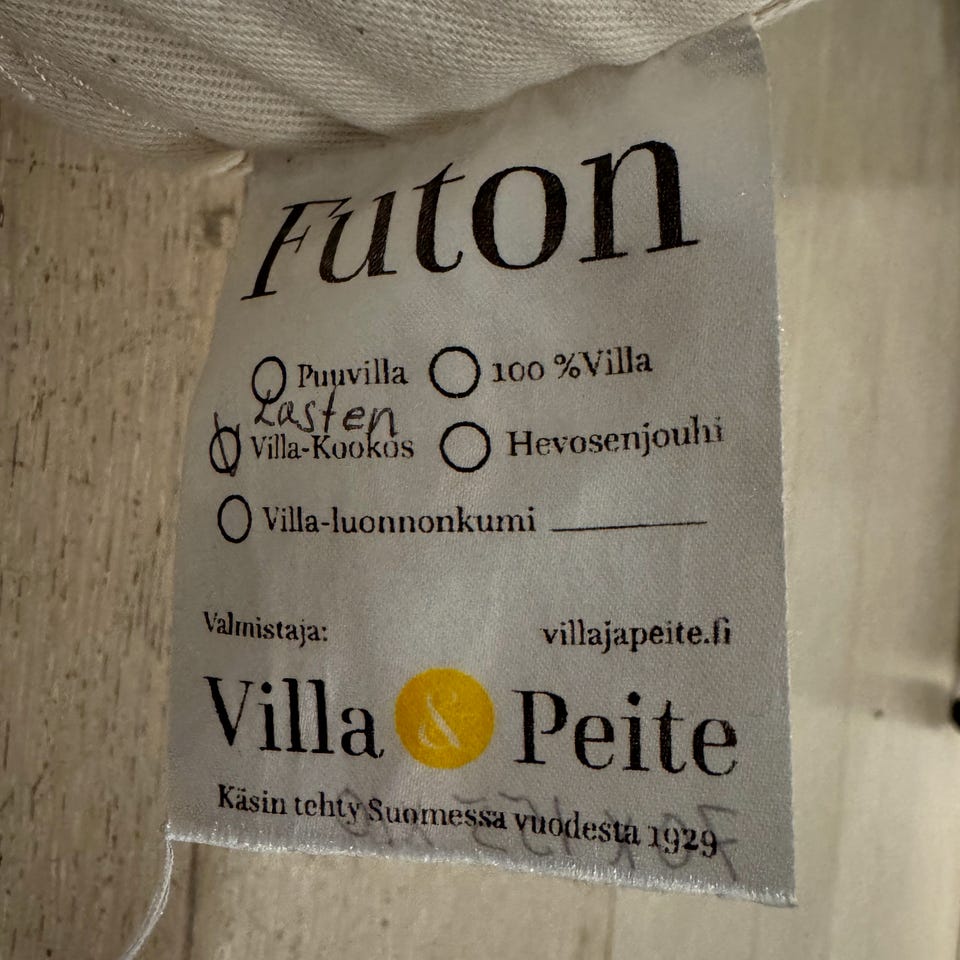 Futon
Puuvilla 100 % Villa
Lasten
Villa-Kookos Hevosenjouhi
Villa-luonnonkumi
Valmistaja: villajapeite.fi
Villa & Peite
Käsin tehty Suomessa vuodesta 1929